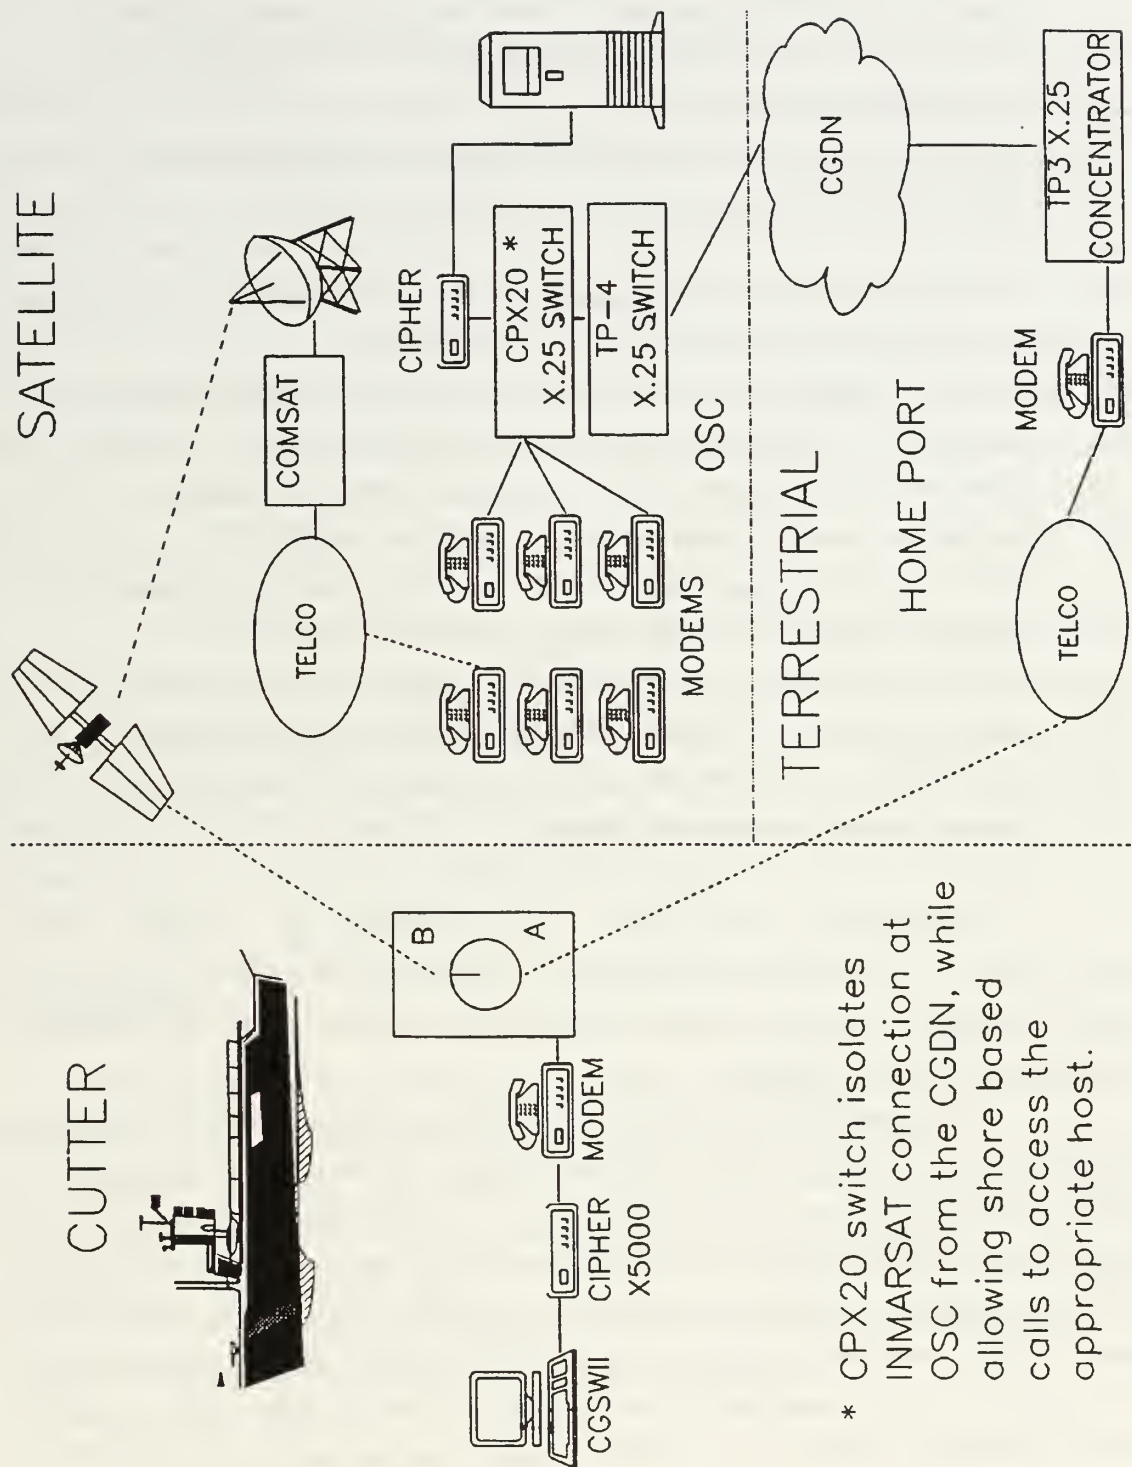 CUTTER
SATELLITE
COMSAT
TELCO
CIPHER
CPX20 *
X.25 SWITCH
TP-4
X.25 SWITCH
OSC
MODEMS
B
A
CGSWII
CIPHER
X5000
MODEM
TERRESTRIAL
CGDN
HOME PORT
TELCO
MODEM
TP3 X.25
CONCENTRATOR
* CPX20 switch isolates
INMARSAT connection at
OSC from the CGDN, while
allowing shore based
calls to access the
appropriate host.